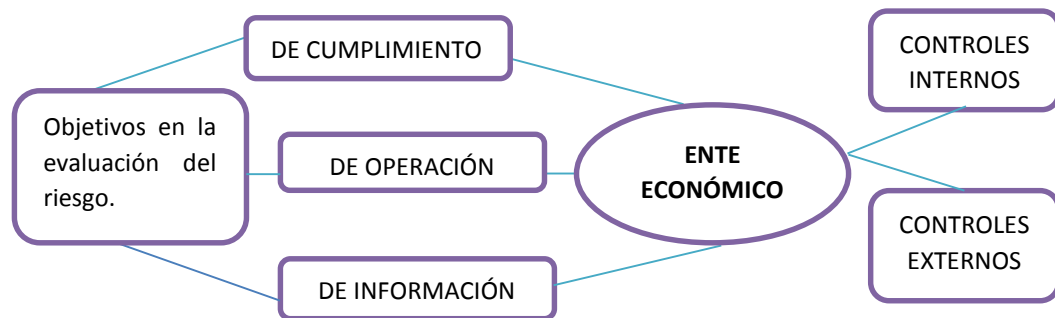 Objetivos en la
evaluación del
riesgo.
DE CUMPLIMIENTO
DE OPERACIÓN
DE INFORMACIÓN
ENTE
ECONÓMICO
CONTROLES
INTERNOS
CONTROLES
EXTERNOS